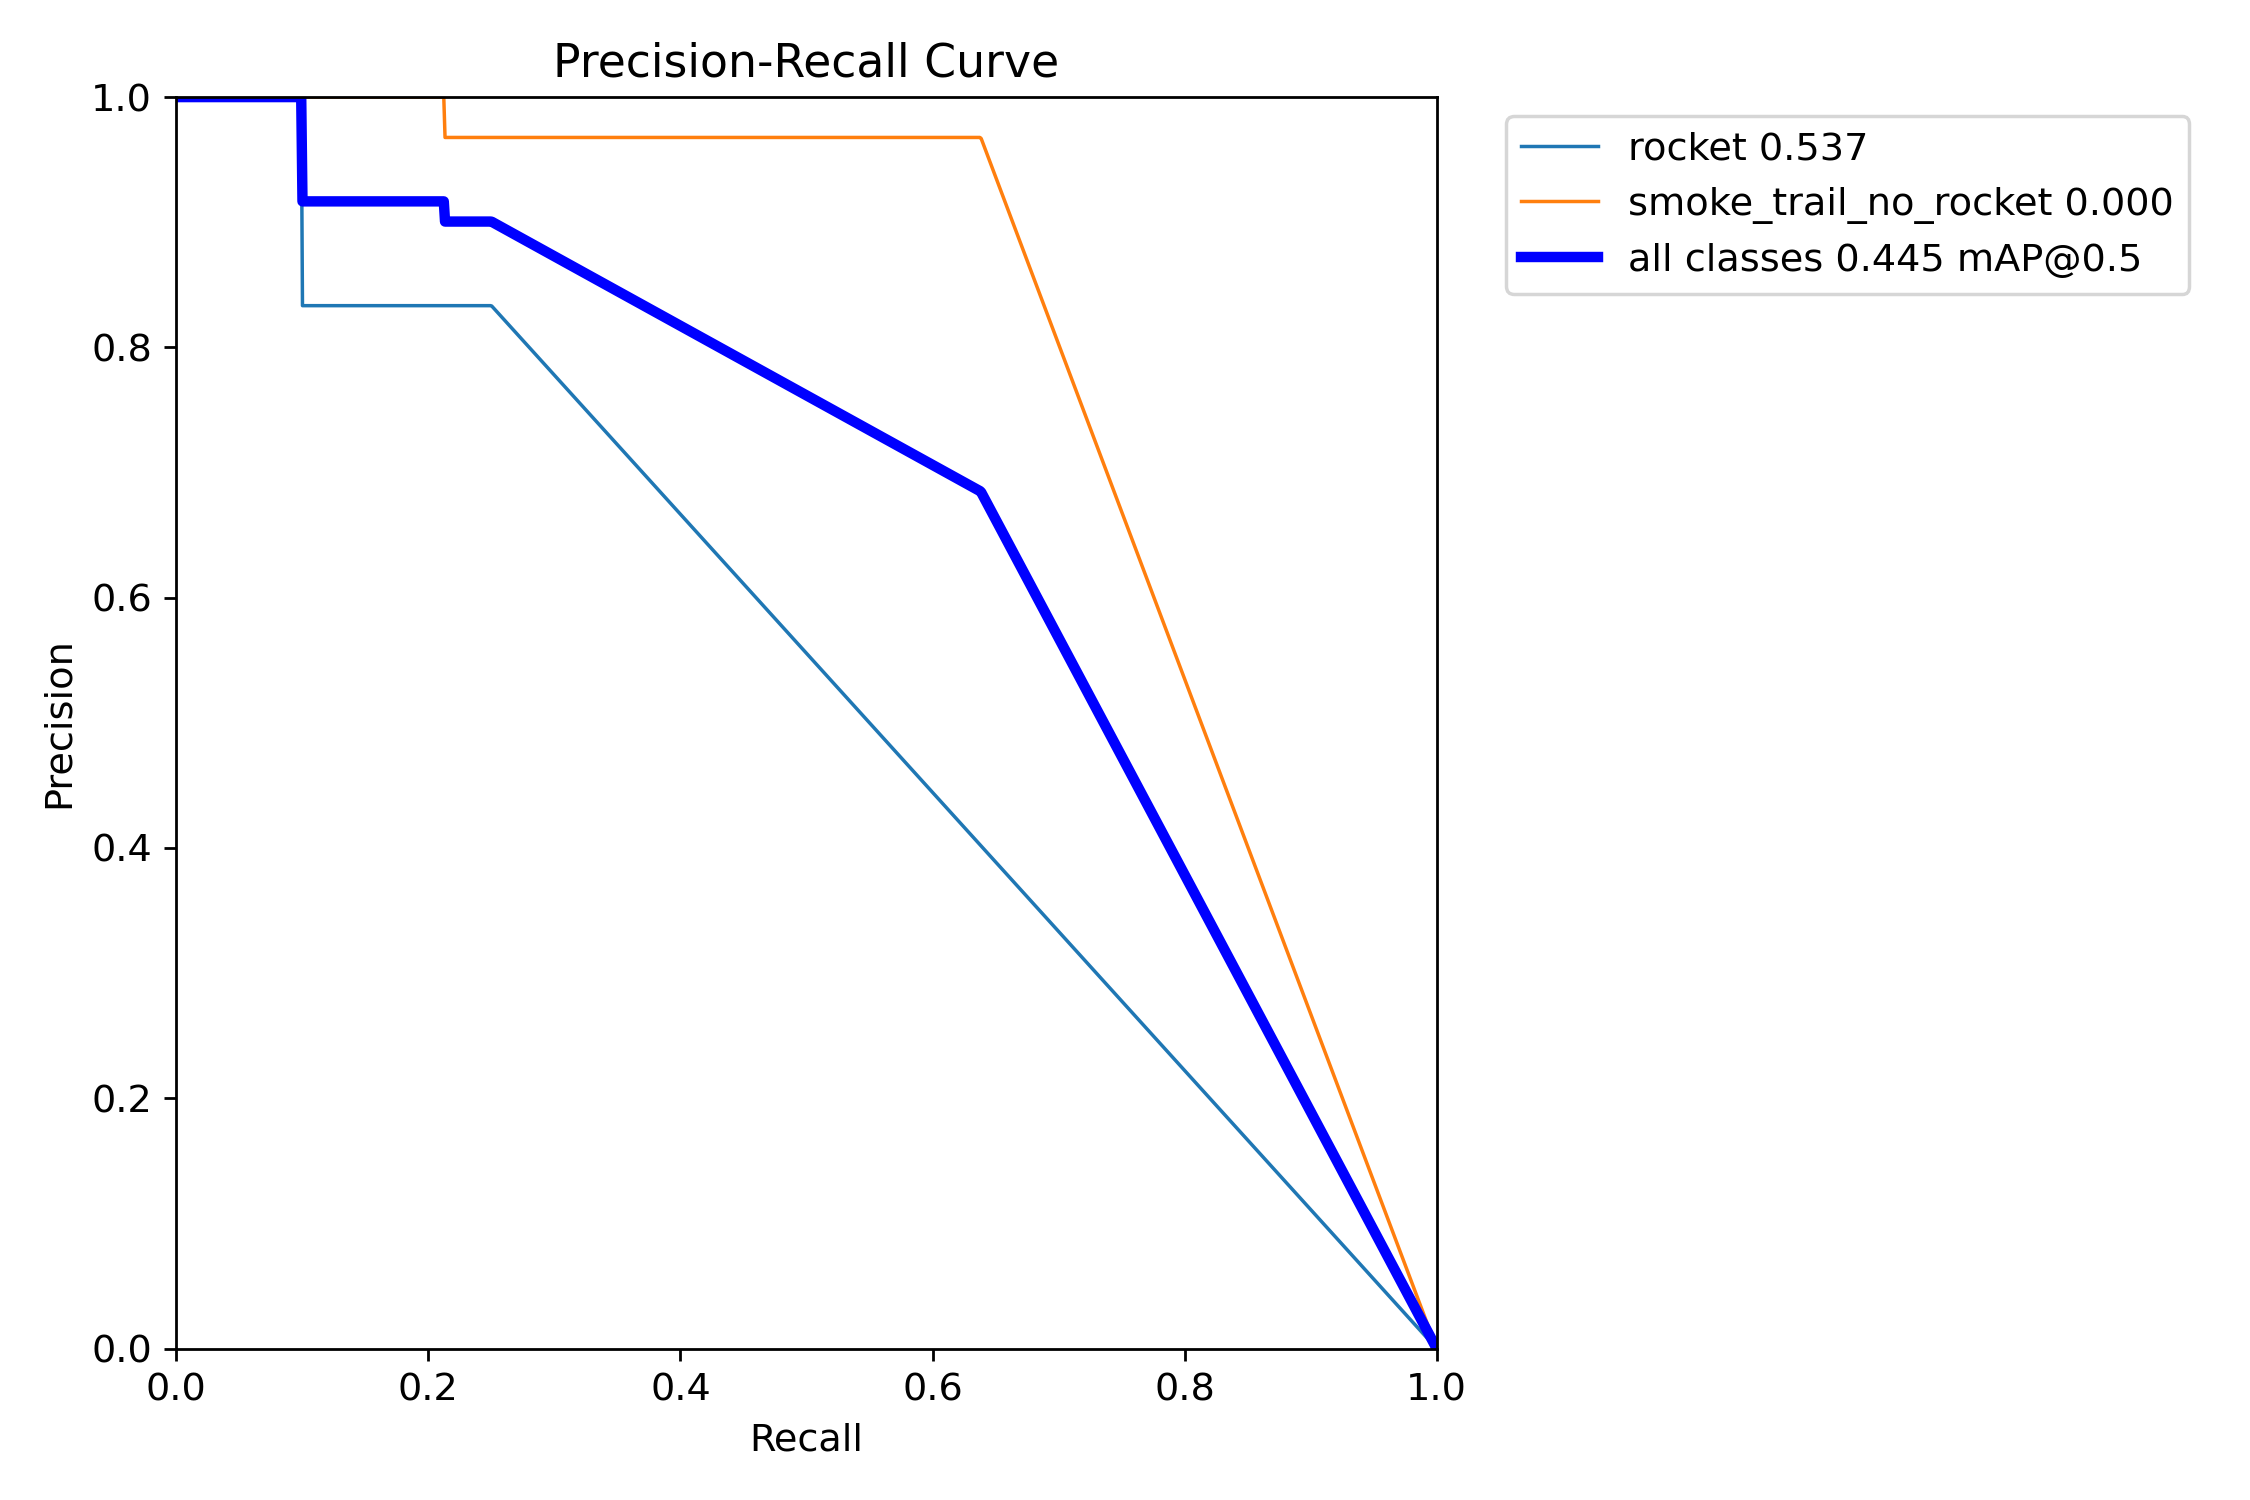 Precision-Recall Curve
1.0
0.8
0.6
0.4
0.2
0.0
Precision
0.0 0.2 0.4 0.6 0.8 1.0
Recall
rocket 0.537
smoke_trail_no_rocket 0.000
all classes 0.445 mAP@0.5